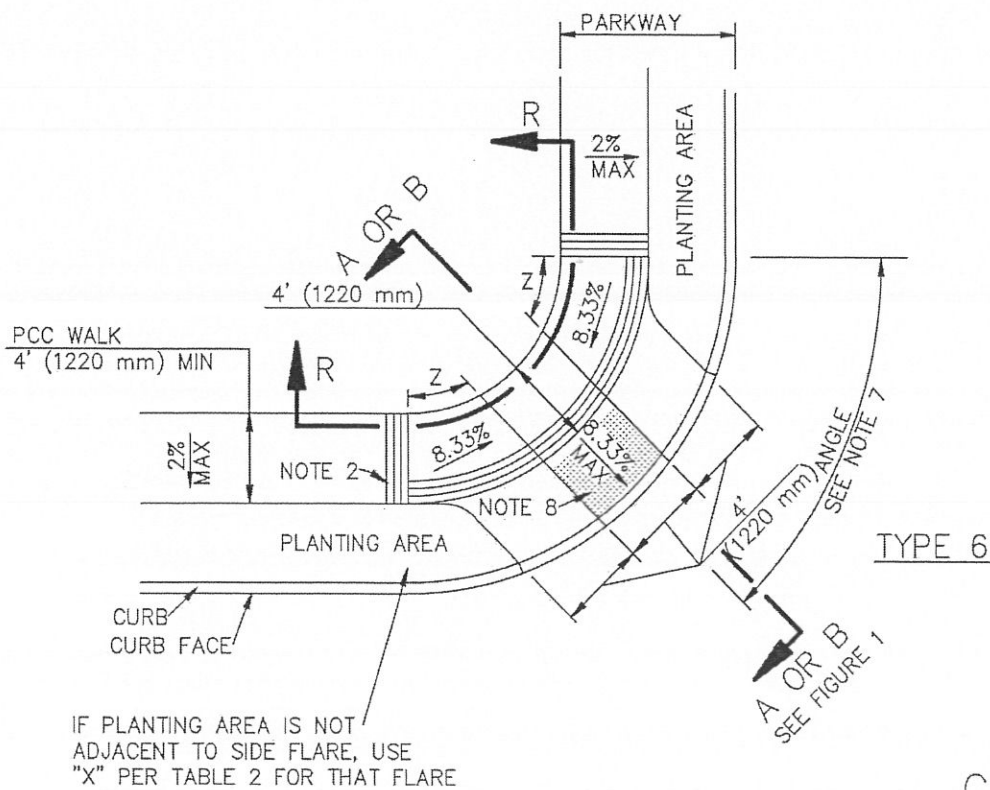 PARKWAY
R
2%
MAX
PLANTING AREA
A OR B
4' (1220 mm)
Z
8.33%
PCC WALK
4' (1220 mm) MIN
R
Z
2%
MAX
NOTE 2
8.33%
8.33%
MAX
NOTE 8
4'
(1220 mm)
ANGLE
SEE NOTE 7
PLANTING AREA
TYPE 6
CURB
CURB FACE
A OR B
SEE FIGURE 1
IF PLANTING AREA IS NOT
ADJACENT TO SIDE FLARE, USE
"X" PER TABLE 2 FOR THAT FLARE
C